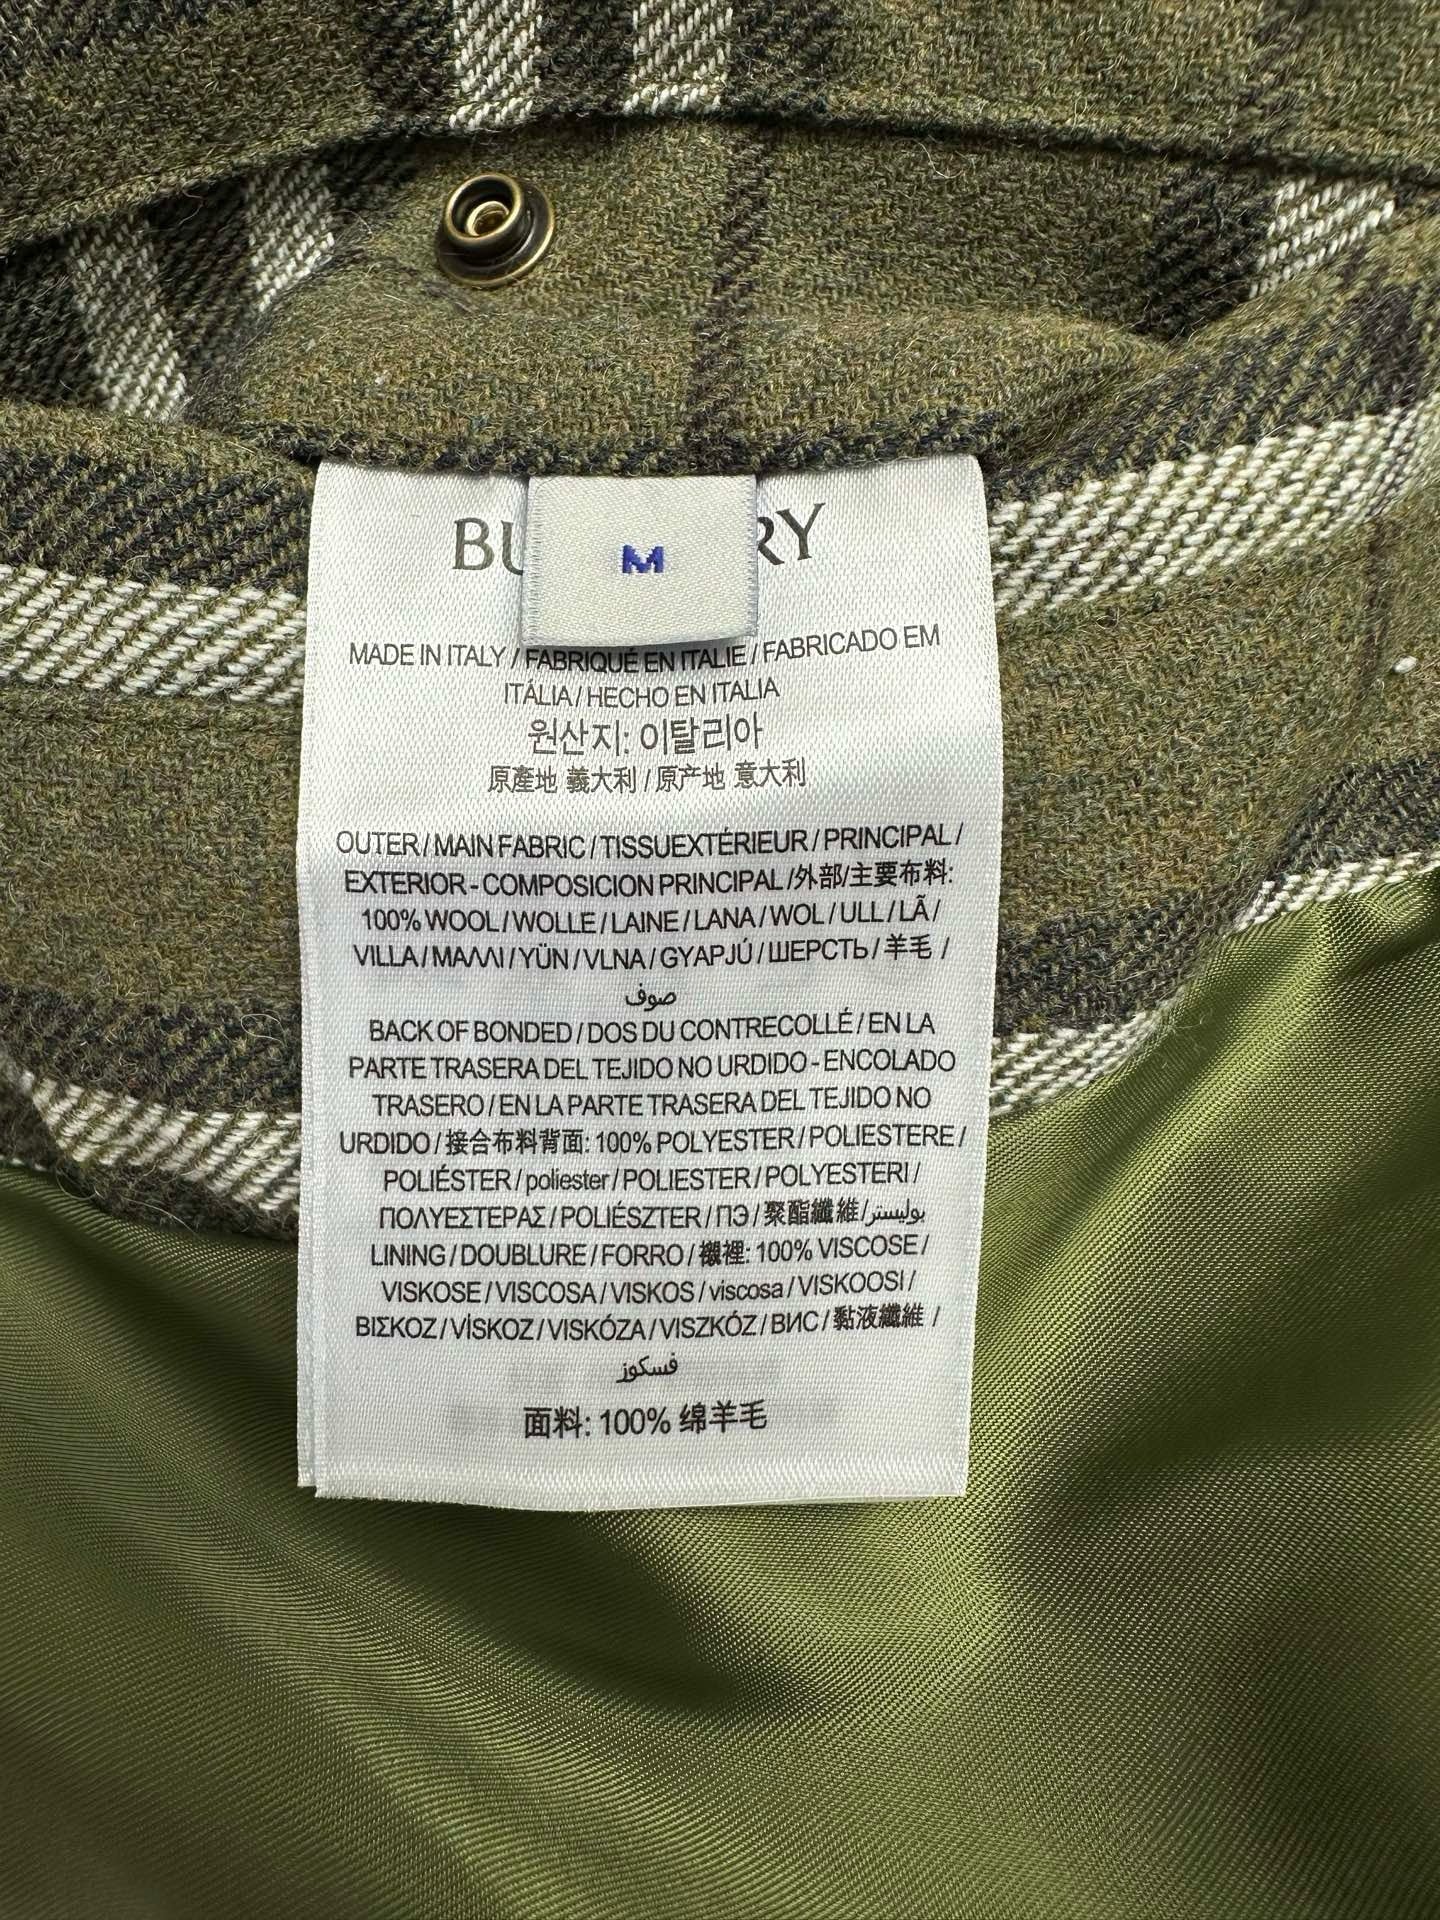 BU RY
M
MADE IN ITALY / FABRIQUÉ EN ITALIE / FABRICADO EM
ITÁLIA / HECHO EN ITALIA
원산지: 이탈리아
原產地 義大利 / 原产地 意大利
OUTER / MAIN FABRIC / TISSUEXTÉRIEUR / PRINCIPAL /
EXTERIOR - COMPOSICION PRINCIPAL /外部/主要布料:
100% WOOL / WOLLE / LAINE / LANA / WOL / ULL / LÃ /
VILLA / ΜΑΛΛΙ / YÜN / VLNA / GYAPJÚ / ШЕРСТЬ / 羊毛 /
صوف
BACK OF BONDED / DOS DU CONTRECOLLÉ / EN LA
PARTE TRASERA DEL TEJIDO NO URDIDO - ENCOLADO
TRASERO / EN LA PARTE TRASERA DEL TEJIDO NO
URDIDO / 接合布料背面: 100% POLYESTER / POLIESTERE /
POLIÉSTER / poliester / POLIESTER / POLYESTERI /
ΠΟΛΥΕΣΤΕΡΑΣ / POLIÉSZTER / ПЭ / 聚酯纖維 /بوليستر
LINING / DOUBLURE / FORRO / 襯裡: 100% VISCOSE /
VISKOSE / VISCOSA / VISKOS / viscosa / VISKOOSI /
ΒΙΣΚΟΖ / VİSKOZ / VISKÓZA / VISZKÓZ / ВИС / 黏液纖維 /
فسكوز
面料: 100% 绵羊毛